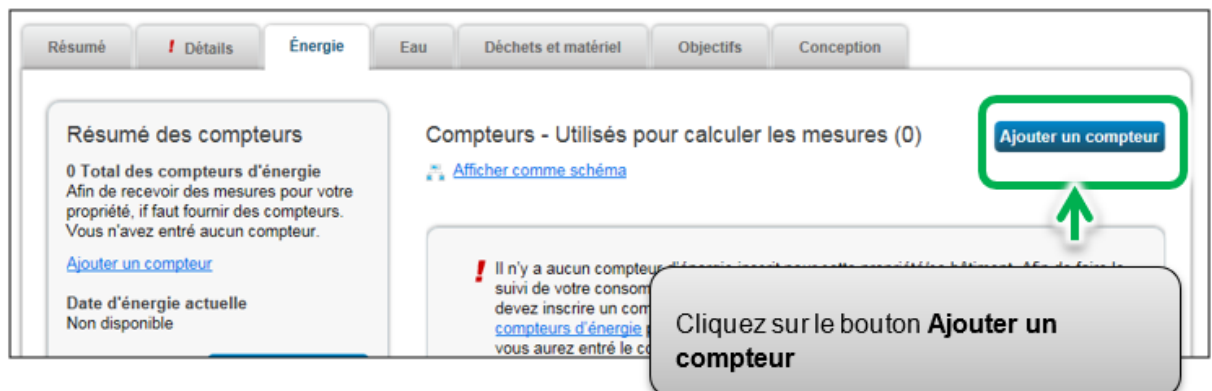 Résumé
! Détails
Énergie
Eau
Déchets et matériel
Objectifs
Conception
Résumé des compteurs
0 Total des compteurs d'énergie
Afin de recevoir des mesures pour votre
propriété, if faut fournir des compteurs.
Vous n'avez entré aucun compteur.
Ajouter un compteur
Date d'énergie actuelle
Non disponible
Compteurs - Utilisés pour calculer les mesures (0)
Ajouter un compteur
Afficher comme schéma
! Il n'y a aucun compteur
suivi de votre
devez inscrire un
compteurs d'énergie
vous aurez entré le
Cliquez sur le bouton Ajouter un
compteur